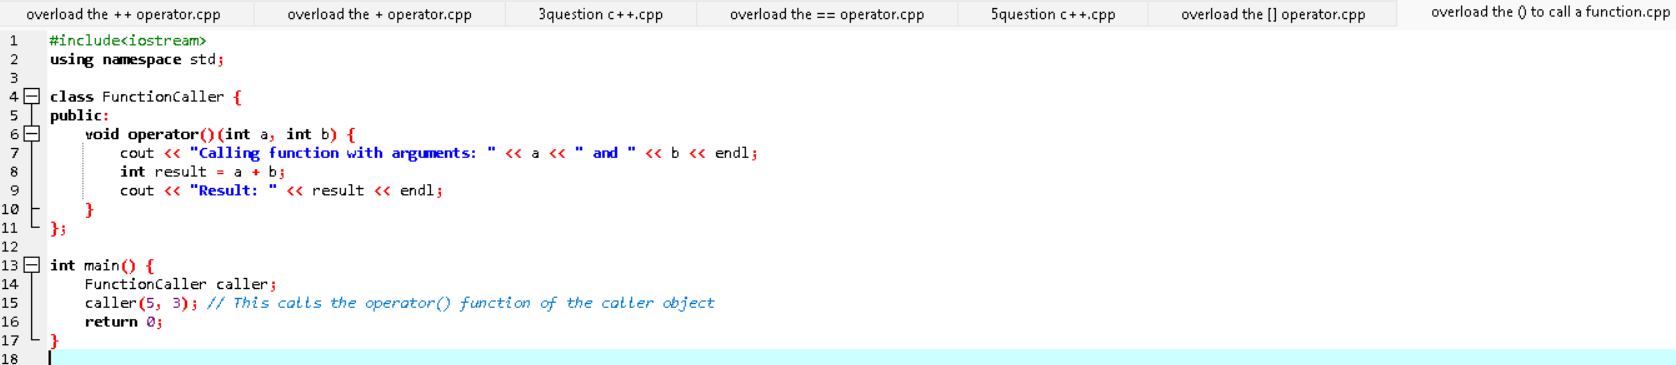 overload the ++ operator.cpp overload the + operator.cpp 3question c++.cpp overload the == operator.cpp 5question c++.cpp overload the [] operator.cpp overload the () to call a function.cpp
1 #include<iostream>
2 using namespace std;
3
4 class FunctionCaller {
5 public:
6 void operator()(int a, int b) {
7 cout << "Calling function with arguments: " << a << " and " << b << endl;
8 int result = a + b;
9 cout << "Result: " << result << endl;
10 }
11 };
12
13 int main() {
14 FunctionCaller caller;
15 caller(5, 3); // This calls the operator() function of the caller object
16 return 0;
17 }
18